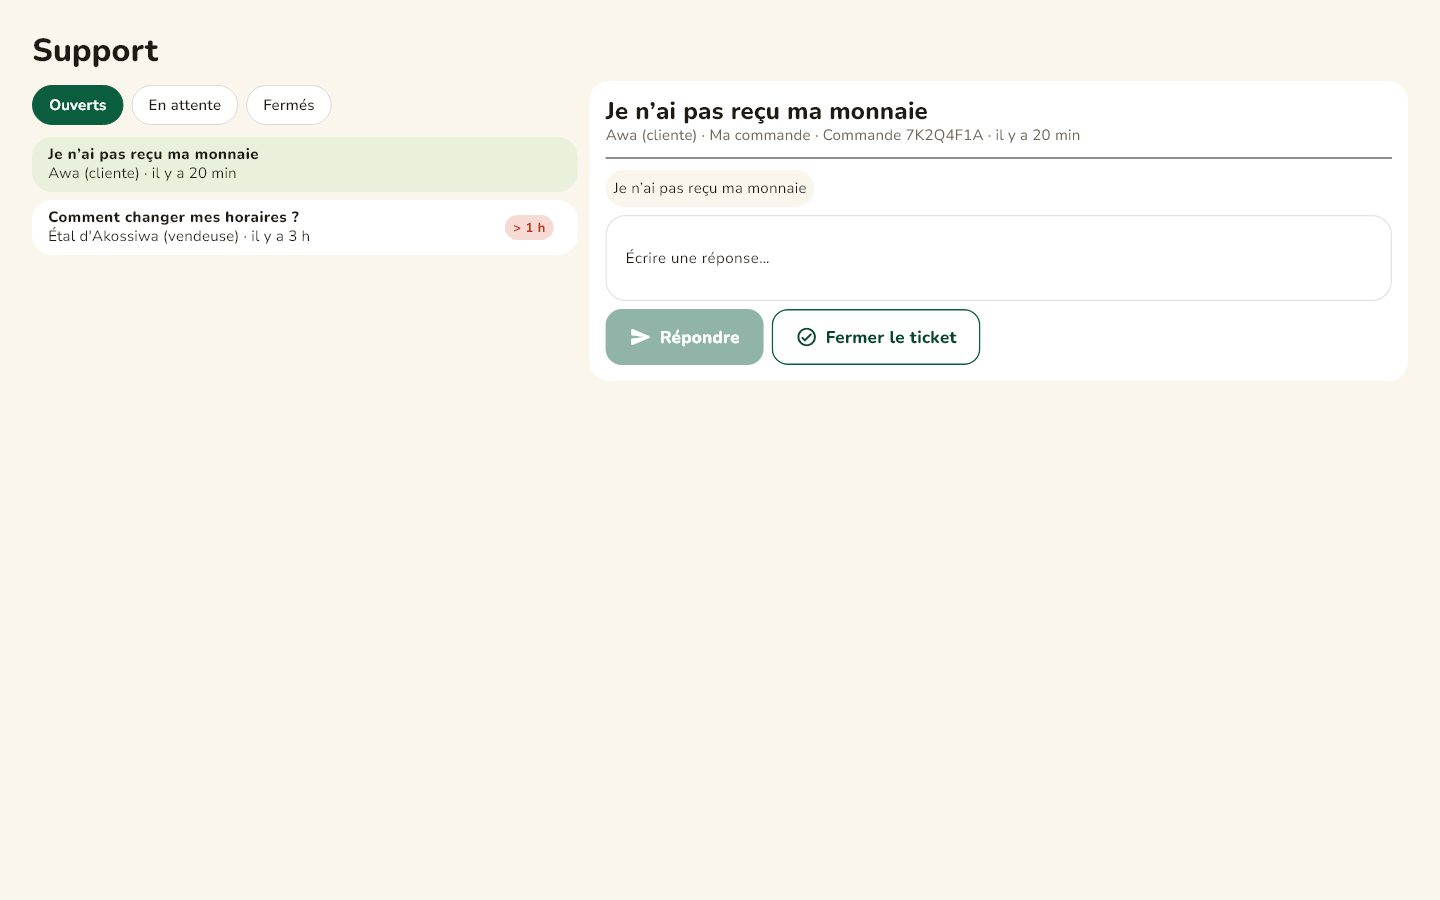 Support
Ouverts
En attente
Fermés
Je n’ai pas reçu ma monnaie
Awa (cliente) · il y a 20 min
Comment changer mes horaires ?
Étal d'Akossiwa (vendeuse) · il y a 3 h
> 1 h
Je n’ai pas reçu ma monnaie
Awa (cliente) · Ma commande · Commande 7K2Q4F1A · il y a 20 min
Je n’ai pas reçu ma monnaie
Écrire une réponse…
Répondre
Fermer le ticket